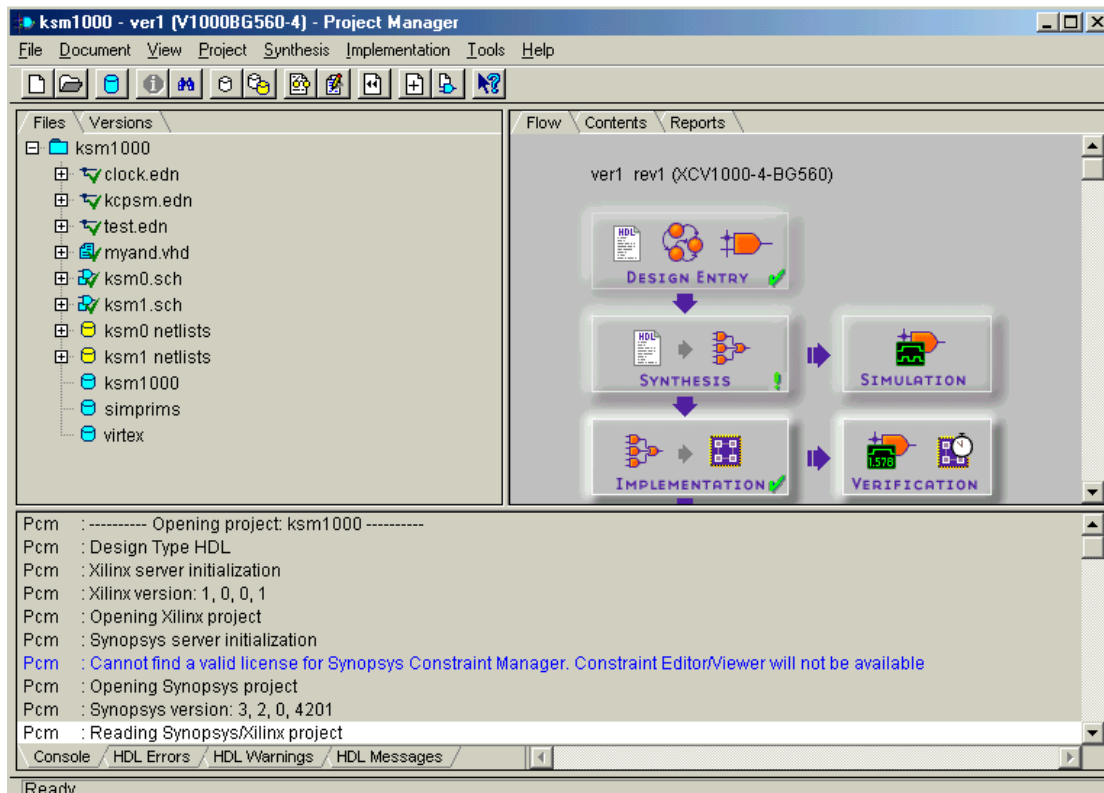 ksm1000 - ver1 (V1000BG560-4) - Project Manager
File Document View Project Synthesis Implementation Tools Help
Files Versions
ksm1000
clock.edn
kcpsm.edn
test.edn
myand.vhd
ksm0.sch
ksm1.sch
ksm0 netlists
ksm1 netlists
ksm1000
simprims
virtex
Flow Contents Reports
ver1 rev1 (XCV1000-4-BG560)
HDL
DESIGN ENTRY
HDL
SYNTHESIS
SIMULATION
IMPLEMENTATION
1.578
VERIFICATION
Pcm : ---------- Opening project: ksm1000 ----------
Pcm : Design Type HDL
Pcm : Xilinx server initialization
Pcm : Xilinx version: 1, 0, 0, 1
Pcm : Opening Xilinx project
Pcm : Synopsys server initialization
Pcm : Cannot find a valid license for Synopsys Constraint Manager. Constraint Editor/Viewer will not be available
Pcm : Opening Synopsys project
Pcm : Synopsys version: 3, 2, 0, 4201
Pcm : Reading Synopsys/Xilinx project
Console HDL Errors HDL Warnings HDL Messages
Ready